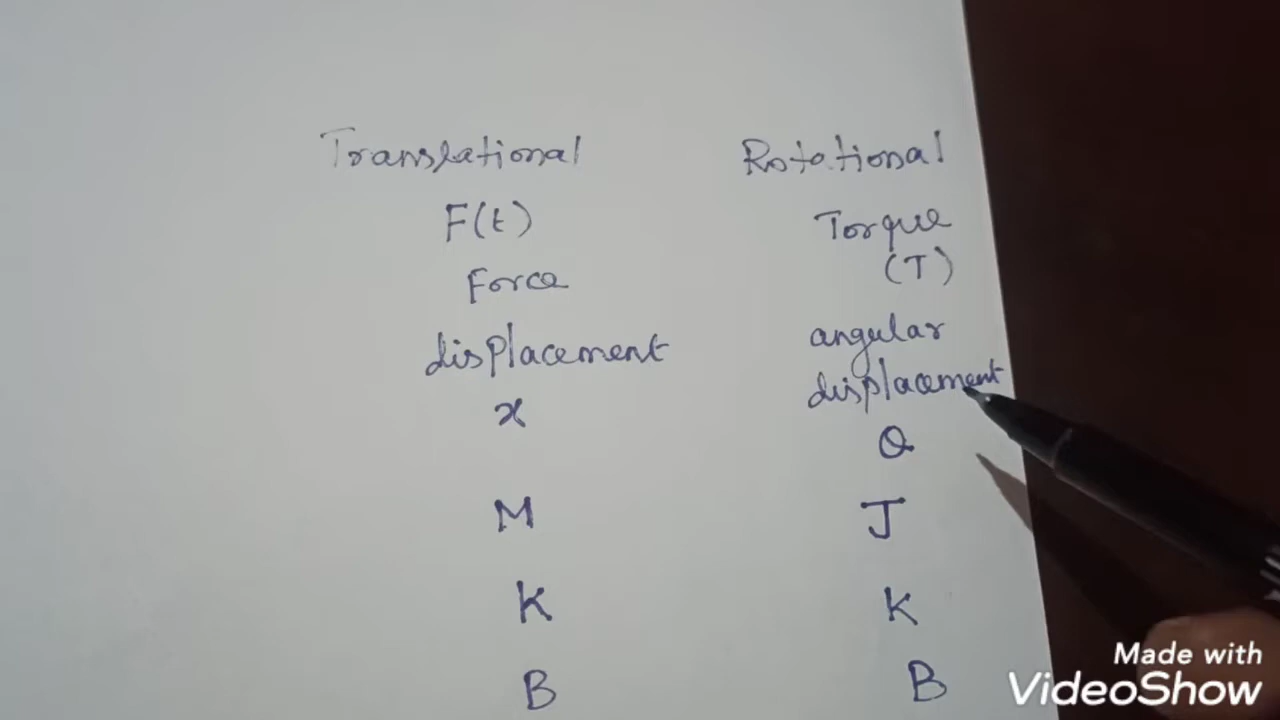 Translational Rotational
F(t) Torque
Force (T)
displacement angular
displacement
x θ
M J
K K
B B
Made with
VideoShow